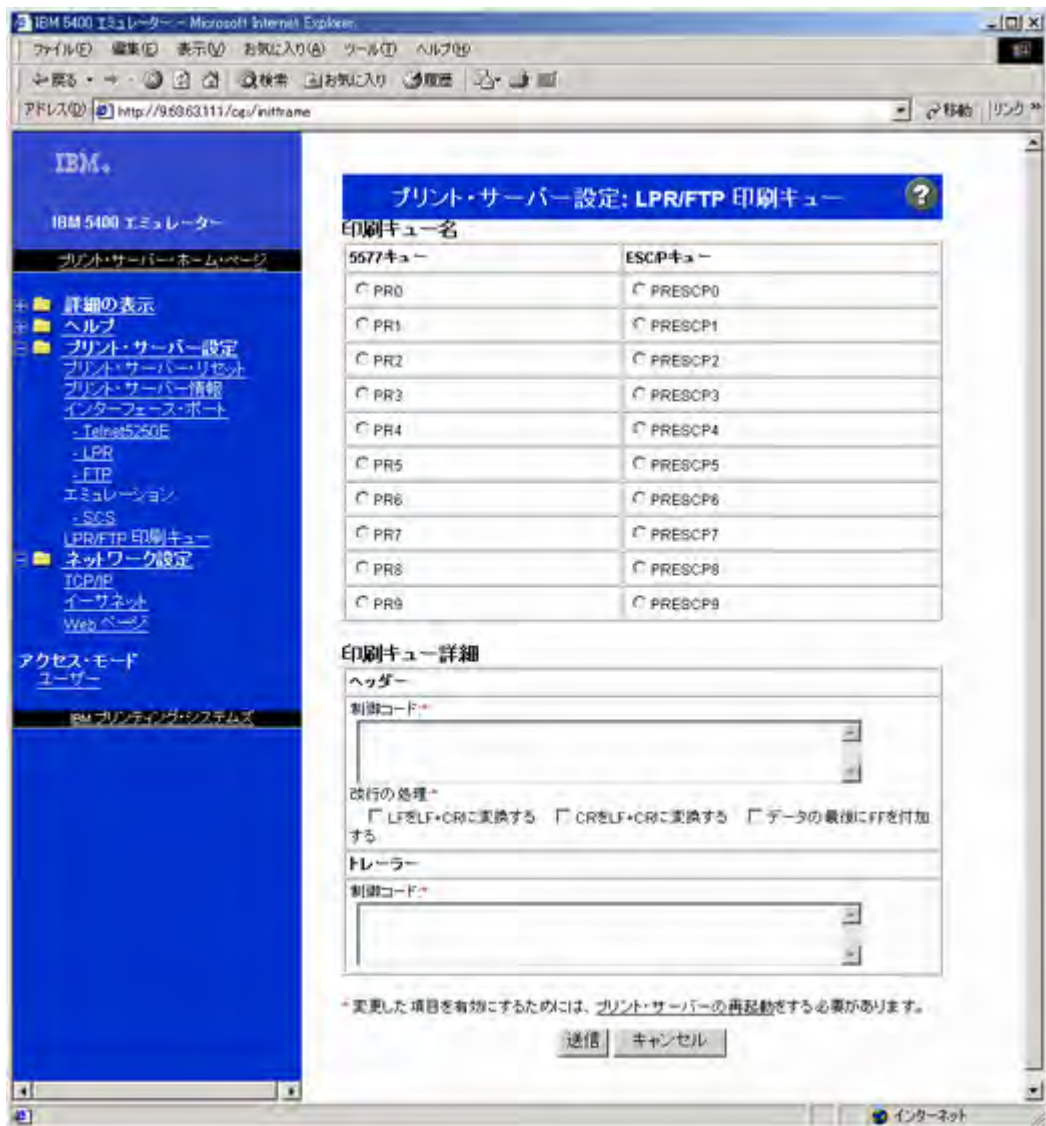 IBM 5400 エミュレーター - Microsoft Internet Explorer
ファイル(F) 編集(E) 表示(V) お気に入り(A) ツール(T) ヘルプ(H)
戻る 検索 お気に入り 履歴
アドレス(D) http://9.68.63.111/cgi/initframe 移動 リンク »
IBM®
IBM 5400 エミュレーター
プリント・サーバー・ホーム・ページ
詳細の表示
ヘルプ
プリント・サーバー設定
プリント・サーバー・リセット
プリント・サーバー情報
インターフェース・ポート
- Telnet5250E
- LPR
- FTP
エミュレーション
- SCS
LPR/FTP 印刷キュー
ネットワーク設定
TCP/IP
イーサネット
Web ページ
アクセス・モード
ユーザー
IBM プリンティング・システムズ
プリント・サーバー設定: LPR/FTP 印刷キュー ?
印刷キュー名
5577キュー ESC/Pキュー
PR0 PRESCP0
PR1 PRESCP1
PR2 PRESCP2
PR3 PRESCP3
PR4 PRESCP4
PR5 PRESCP5
PR6 PRESCP6
PR7 PRESCP7
PR8 PRESCP8
PR9 PRESCP9
印刷キュー詳細
ヘッダー
制御コード:*
改行の処理*
LFをLF+CRに変換する CRをLF+CRに変換する データの最後にFFを付加
する
トレーラー
制御コード:*
*変更した項目を有効にするためには、プリント・サーバーの再起動をする必要があります。
送信 キャンセル
インターネット